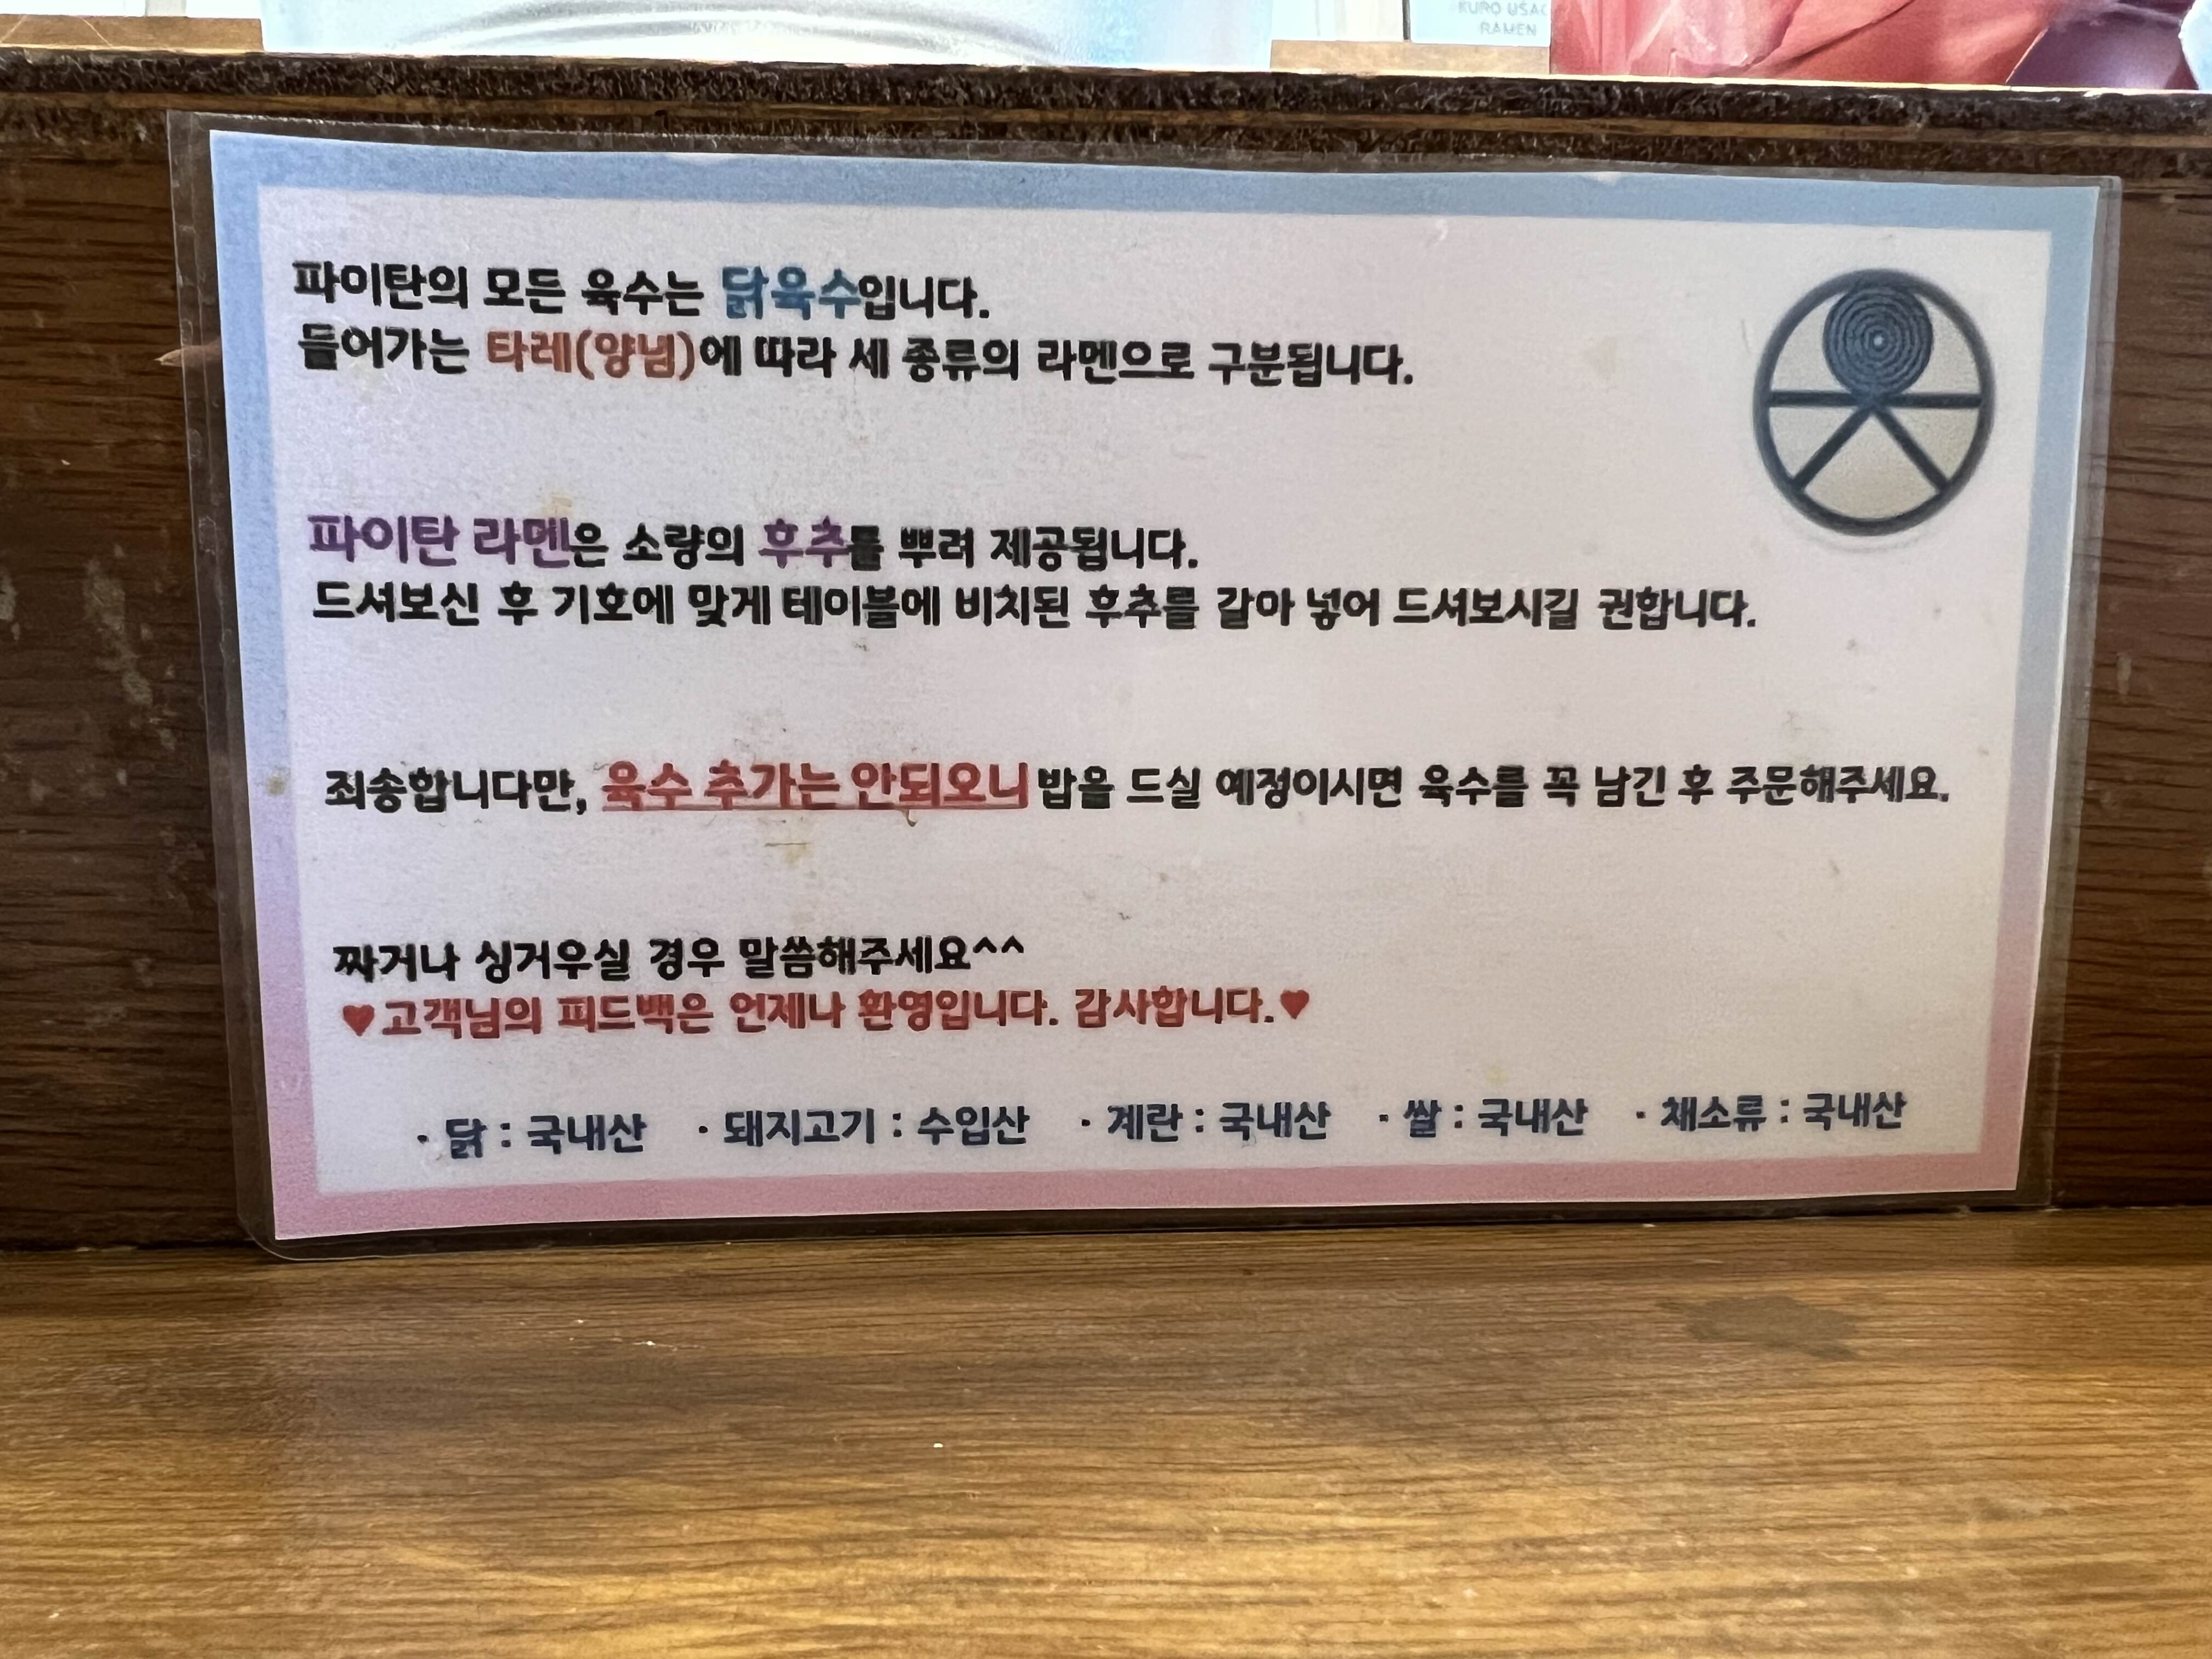 KURO USAG
RAMEN
파이탄의 모든 육수는 닭육수입니다.
들어가는 타레(양념)에 따라 세 종류의 라멘으로 구분됩니다.
파이탄 라멘은 소량의 후추를 뿌려 제공됩니다.
드셔보신 후 기호에 맞게 테이블에 비치된 후추를 갈아 넣어 드셔보시길 권합니다.
죄송합니다만, 육수 추가는 안되오니 밥을 드실 예정이시면 육수를 꼭 남긴 후 주문해주세요.
짜거나 싱거우실 경우 말씀해주세요^^
♥고객님의 피드백은 언제나 환영입니다. 감사합니다.♥
· 닭 : 국내산 · 돼지고기 : 수입산 · 계란 : 국내산 · 쌀 : 국내산 · 채소류 : 국내산